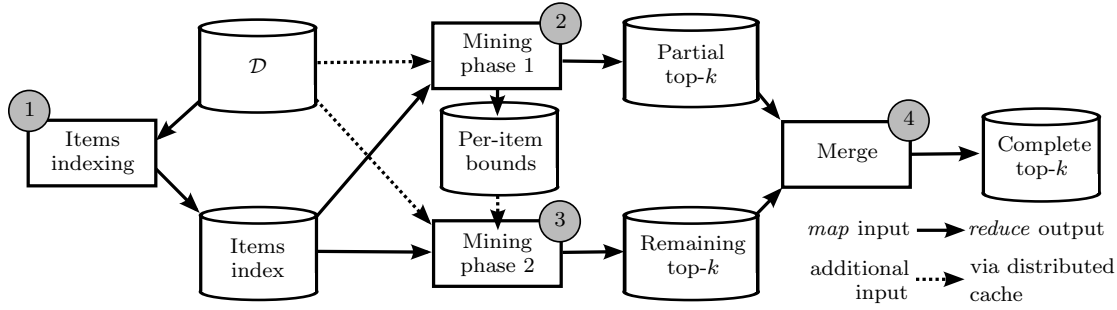 1
Items
indexing
𝒟
Items
index
2
Mining
phase 1
Per-item
bounds
3
Mining
phase 2
Partial
top-k
Remaining
top-k
4
Merge
Complete
top-k
map input
reduce output
additional
input
via distributed
cache